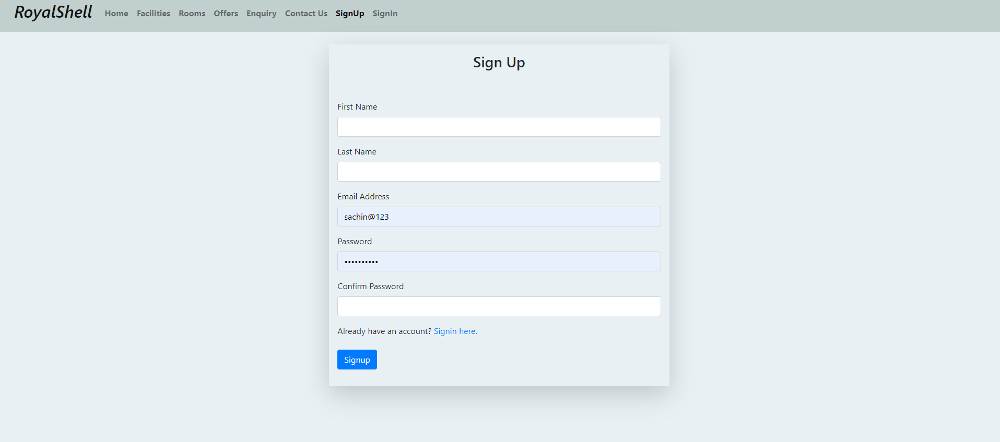 RoyalShell Home Facilities Rooms Offers Enquiry Contact Us SignUp SignIn
Sign Up
First Name
Last Name
Email Address
sachin@123
Password
••••••••••
Confirm Password
Already have an account? Signin here.
Signup